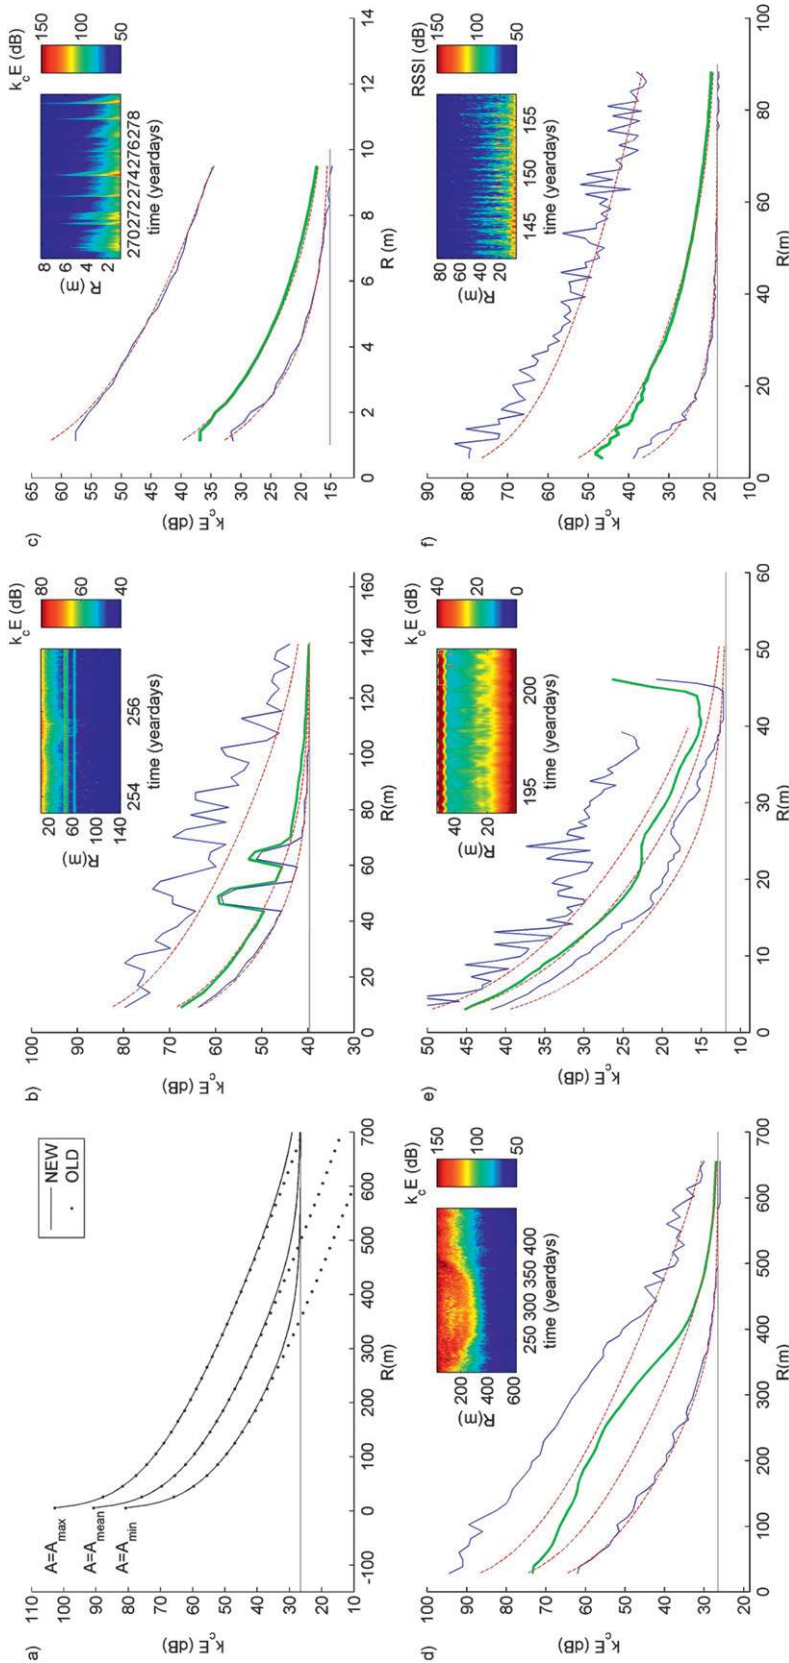 a)
110
100
90
80
70
60
50
40
30
k_cE (dB)
A=A_max
A=A_mean
A=A_min
NEW
OLD
-100 0 100 200 300 400 500 600 700
R(m)
b)
100
90
80
70
60
50
40
k_cE (dB)
0 20 40 60 80 100 120 140 160
R(m)
20
60
100
140
R(m)
254 256
time (yeardays)
k_cE (dB)
80
60
40
c)
65
60
55
50
45
40
35
30
25
20
15
k_cE (dB)
0 2 4 6 8 10 12 14
R (m)
8
6
4
2
R (m)
270272274276278
time (yeardays)
k_cE (dB)
150
100
50
d)
100
90
80
70
60
50
40
30
k_cE (dB)
0 100 200 300 400 500 600 700
R(m)
200
400
600
R(m)
250 300 350 400
time (yeardays)
k_cE (dB)
150
100
50
e)
50
45
40
35
30
25
20
15
10
k_cE (dB)
0 10 20 30 40 50 60
R(m)
40
20
R(m)
195 200
time (yeardays)
k_cE (dB)
40
20
0
f)
90
80
70
60
50
40
30
20
10
k_cE (dB)
0 20 40 60 80 100
R(m)
80
60
40
20
R(m)
145 150 155
time (yeardays)
RSSI (dB)
150
100
50